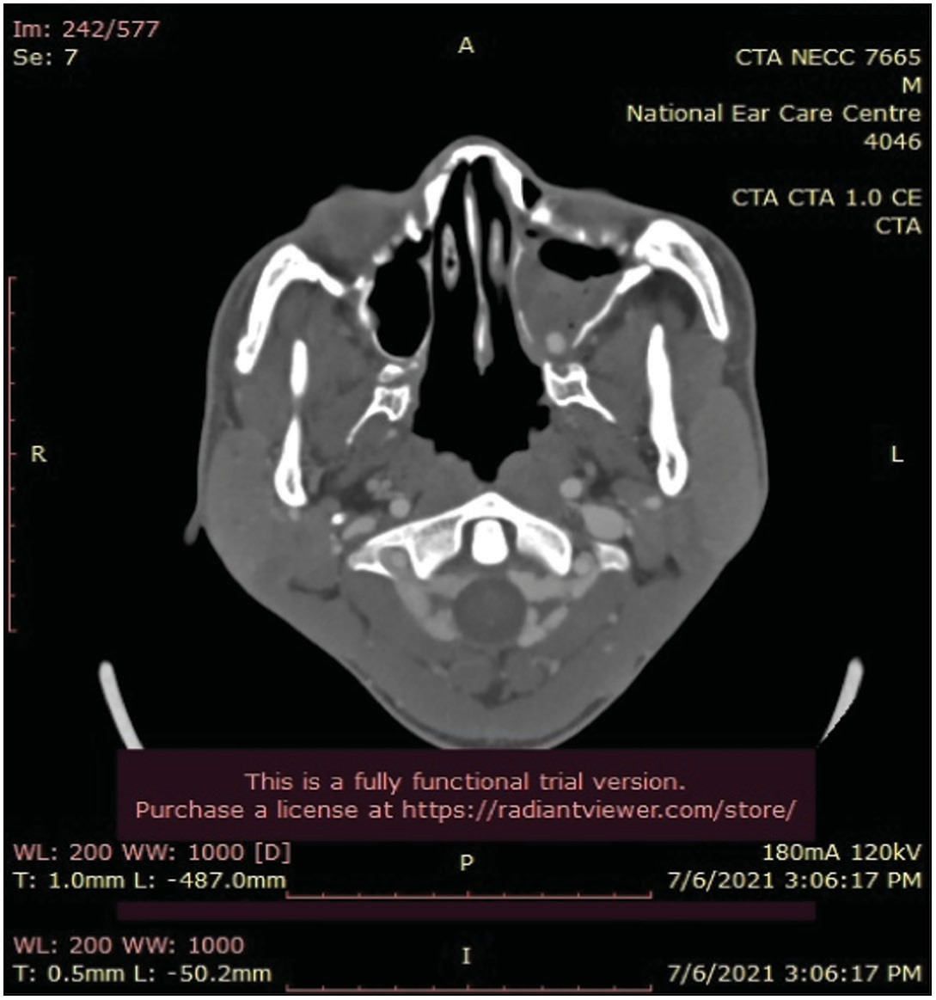 Im: 242/577
Se: 7
A
CTA NECC 7665
M
National Ear Care Centre
4046
CTA CTA 1.0 CE
CTA
R
L
This is a fully functional trial version.
Purchase a license at https://radiantviewer.com/store/
WL: 200 WW: 1000 [D]
T: 1.0mm L: -487.0mm
P
180mA 120kV
7/6/2021 3:06:17 PM
WL: 200 WW: 1000
T: 0.5mm L: -50.2mm
I
7/6/2021 3:06:17 PM